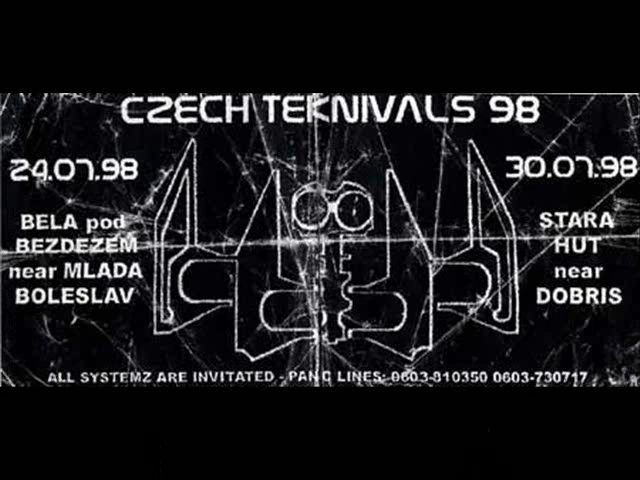 CZECH TEKNIVALS 98
24.07.98
BELA pod
BEZDEZEM
near MLADA
BOLESLAV
30.07.98
STARA
HUT
near
DOBRIS
ALL SYSTEMZ ARE INVITATED - PANIC LINES: 0603-810350 0603-730717